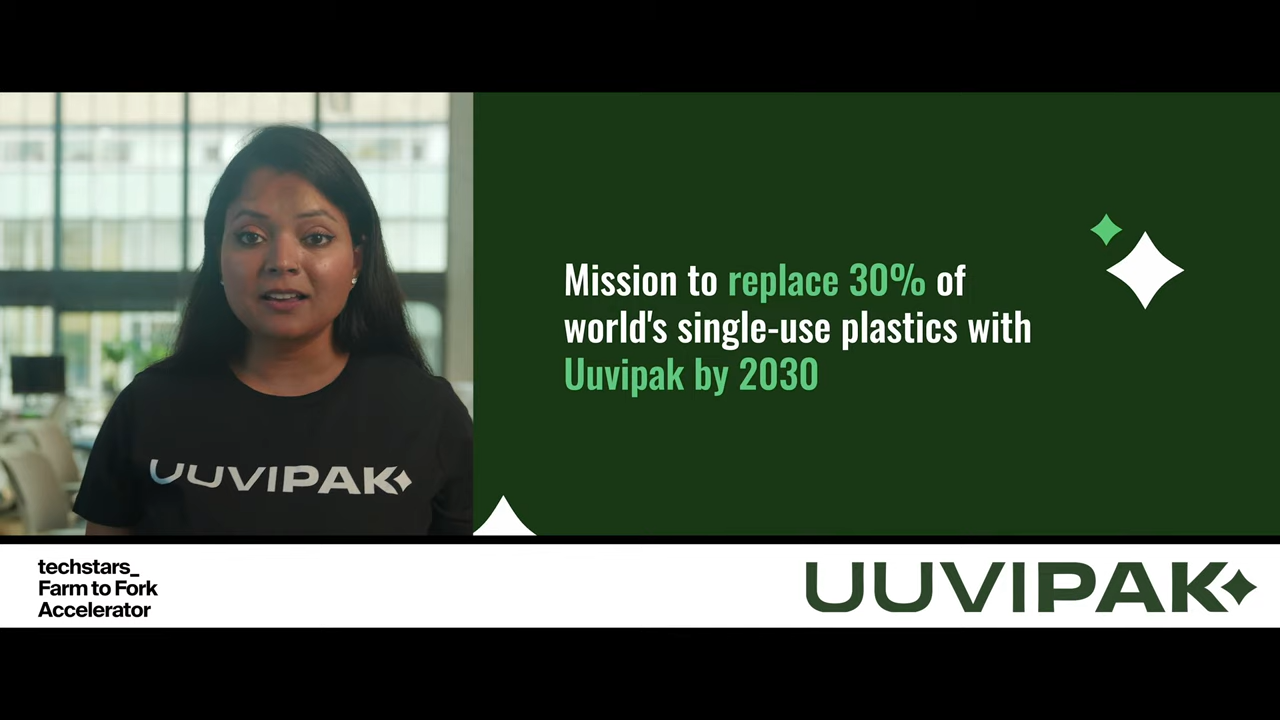 Mission to replace 30% of
world's single-use plastics with
Uuvipak by 2030
UUVIPAK
techstars_
Farm to Fork
Accelerator
UUVIPAK